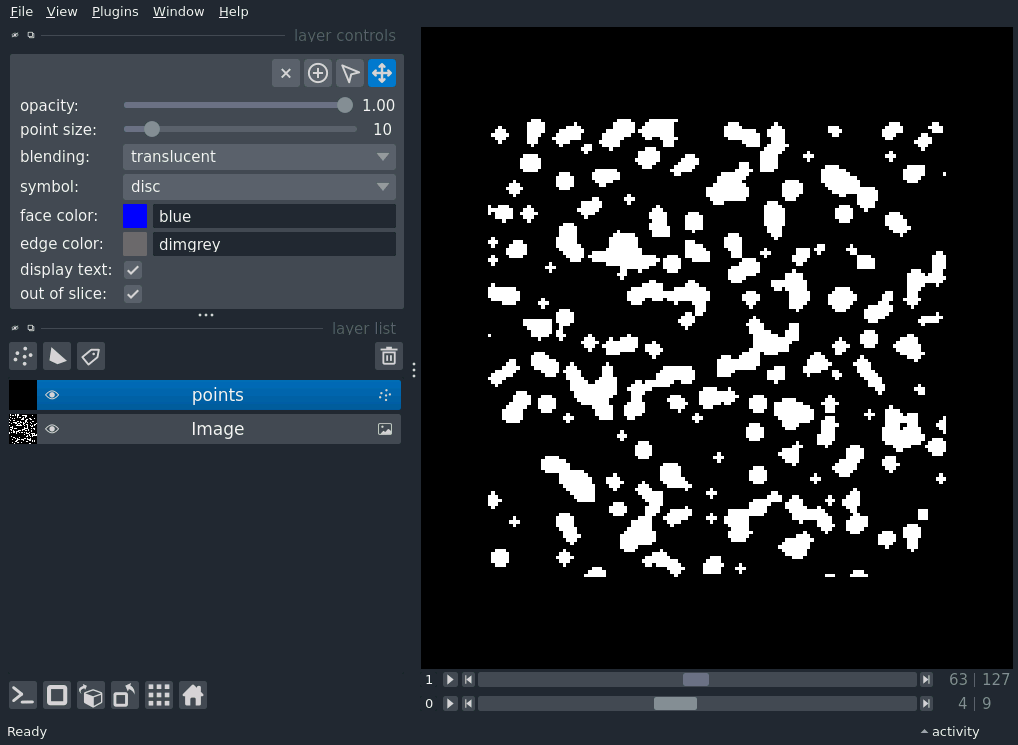 File View Plugins Window Help
layer controls
opacity: 1.00
point size: 10
blending: translucent
symbol: disc
face color: blue
edge color: dimgrey
display text:
out of slice:
layer list
points
Image
1 63 | 127
0 4 | 9
Ready activity